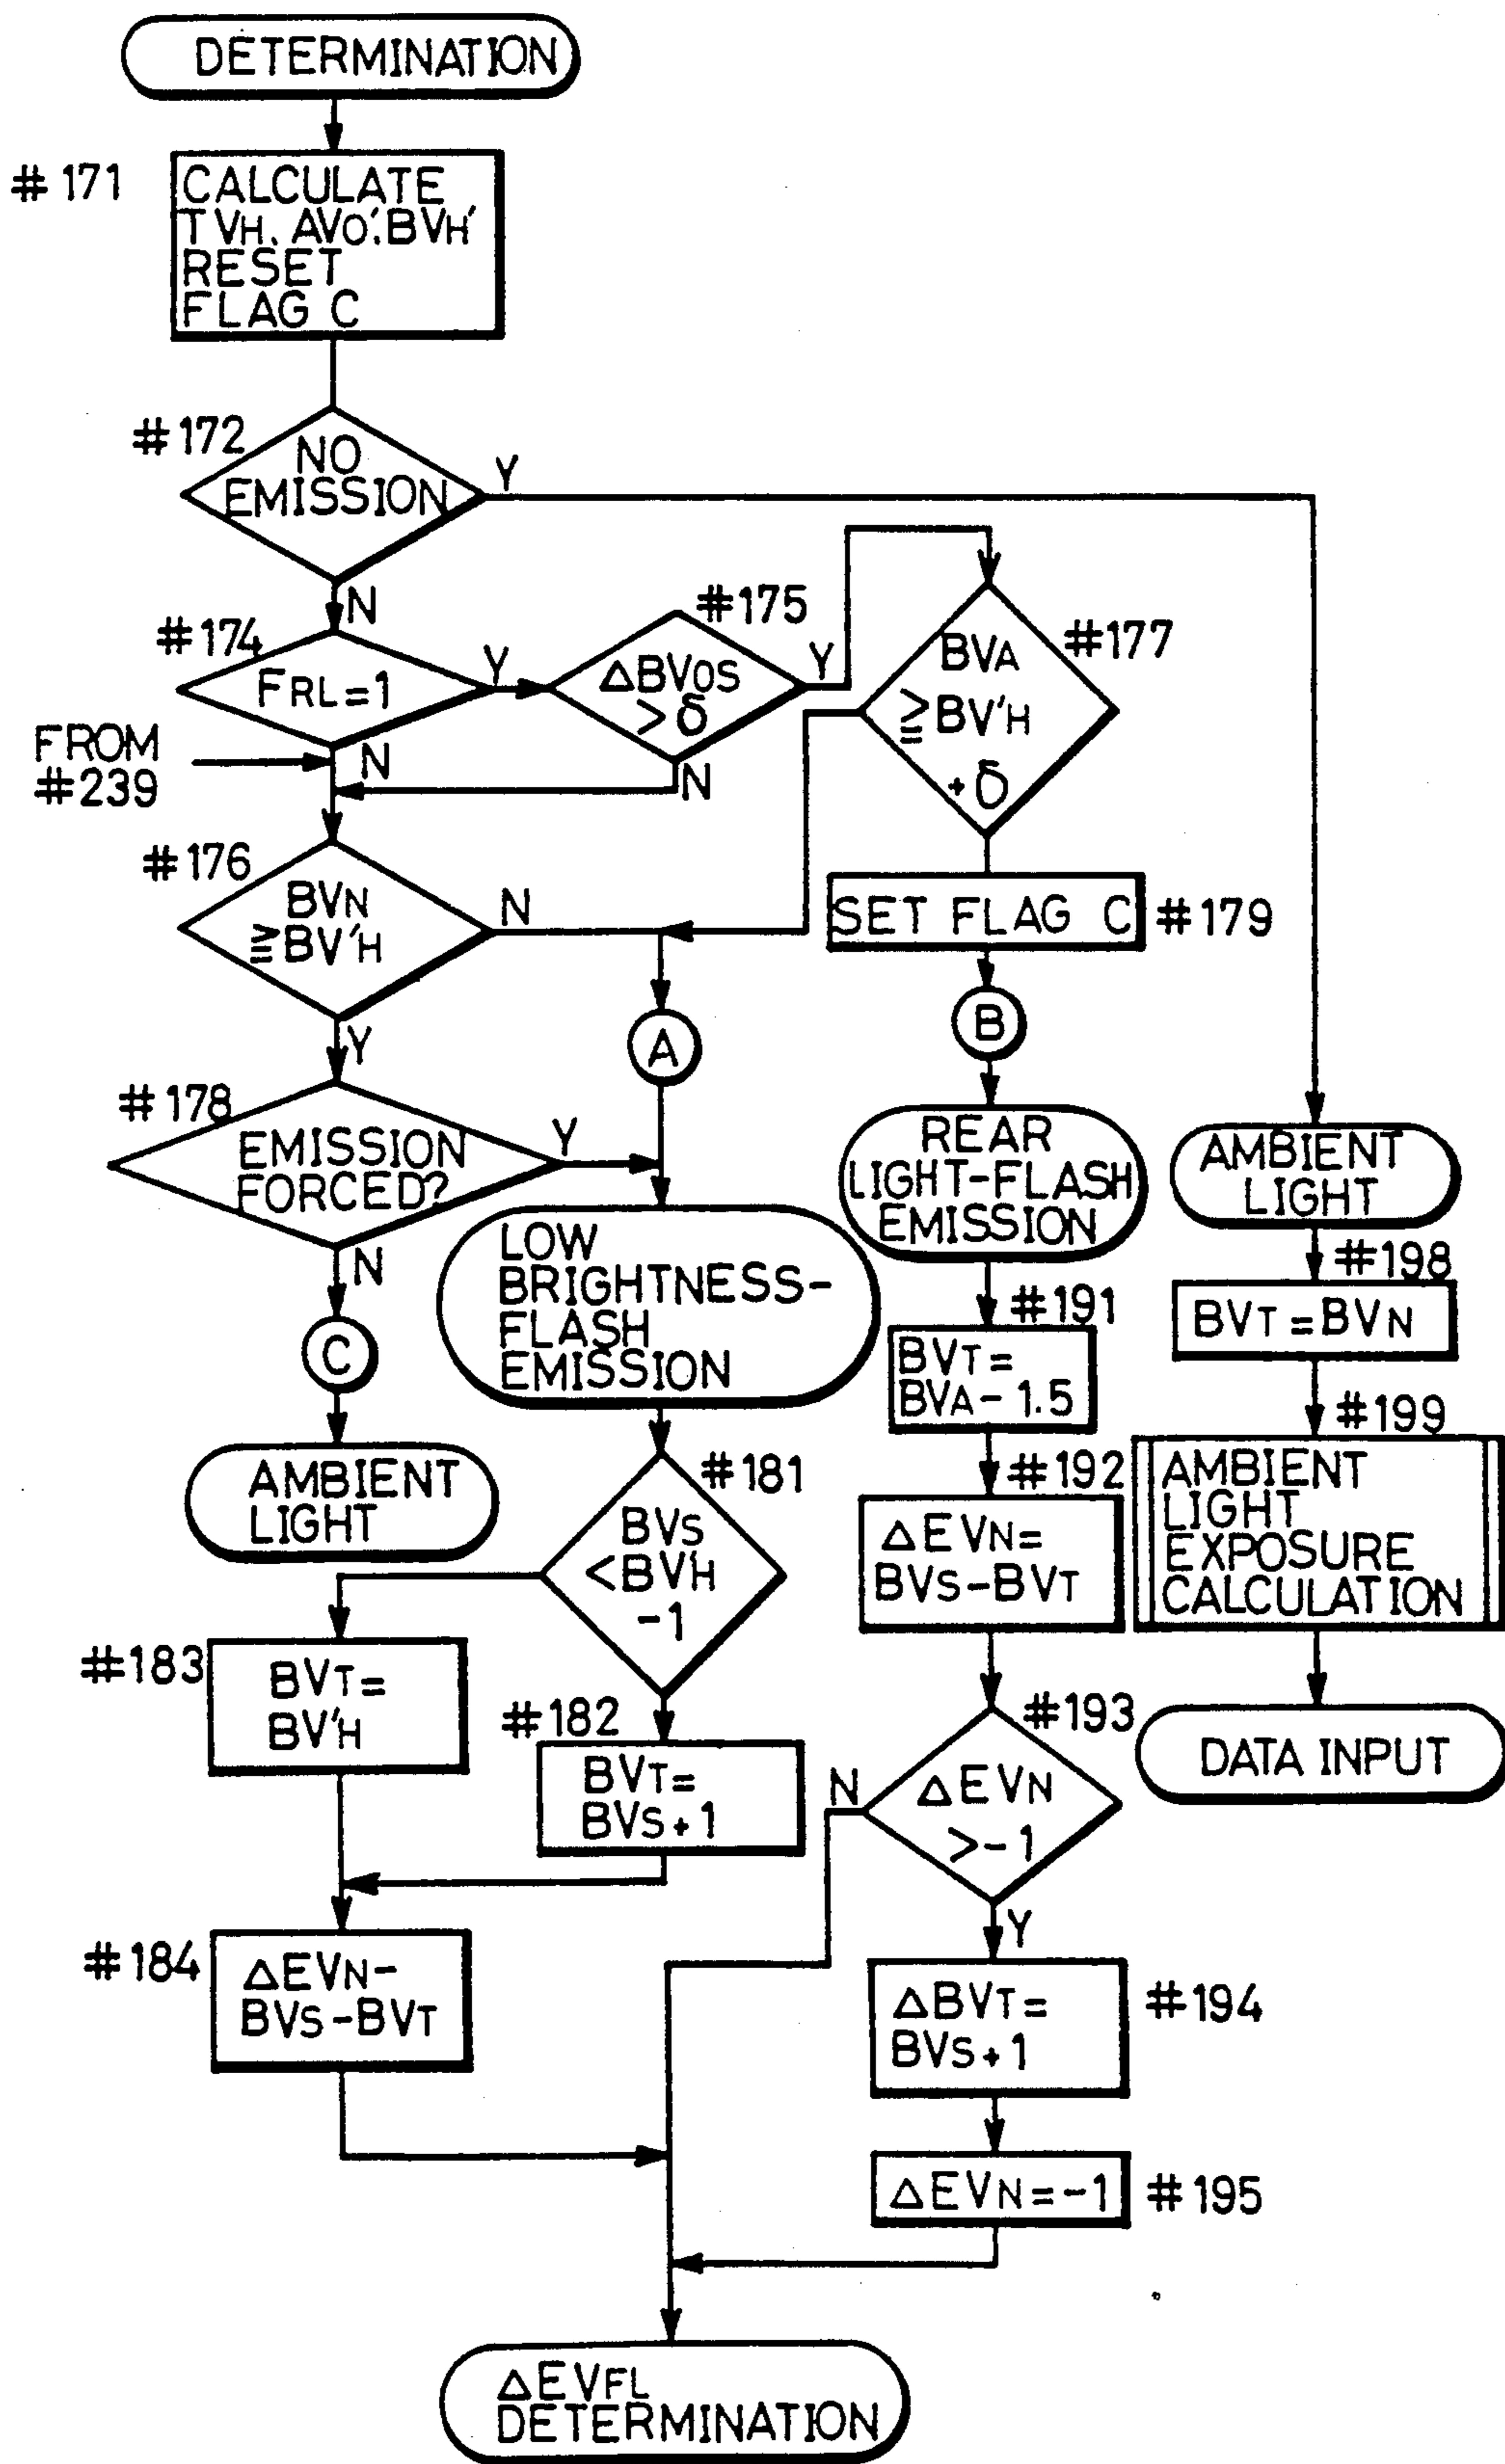 DETERMINATION
#171
CALCULATE
TVH. AVO'. BVH'
RESET
FLAG C
#172
NO
EMISSION
Y
N
#174
FRL=1
Y
N
#175
ΔBVOS
>δ
Y
N
#177
BVA
≧BV'H
+δ
FROM
#239
#176
BVN
≧BV'H
N
Y
SET FLAG C
#179
A
B
#178
EMISSION
FORCED?
Y
N
C
AMBIENT
LIGHT
LOW
BRIGHTNESS-
FLASH
EMISSION
REAR
LIGHT-FLASH
EMISSION
AMBIENT
LIGHT
#198
BVT=BVN
#191
BVT=
BVA-1.5
#199
AMBIENT
LIGHT
EXPOSURE
CALCULATION
#181
BVS
<BV'H
-1
#192
ΔEVN=
BVS-BVT
#183
BVT=
BV'H
#182
BVT=
BVS+1
#193
ΔEVN
>-1
N
Y
DATA INPUT
#184
ΔEVN-
BVS-BVT
#194
ΔBVT=
BVS+1
ΔEVN=-1
#195
ΔEVFL
DETERMINATION